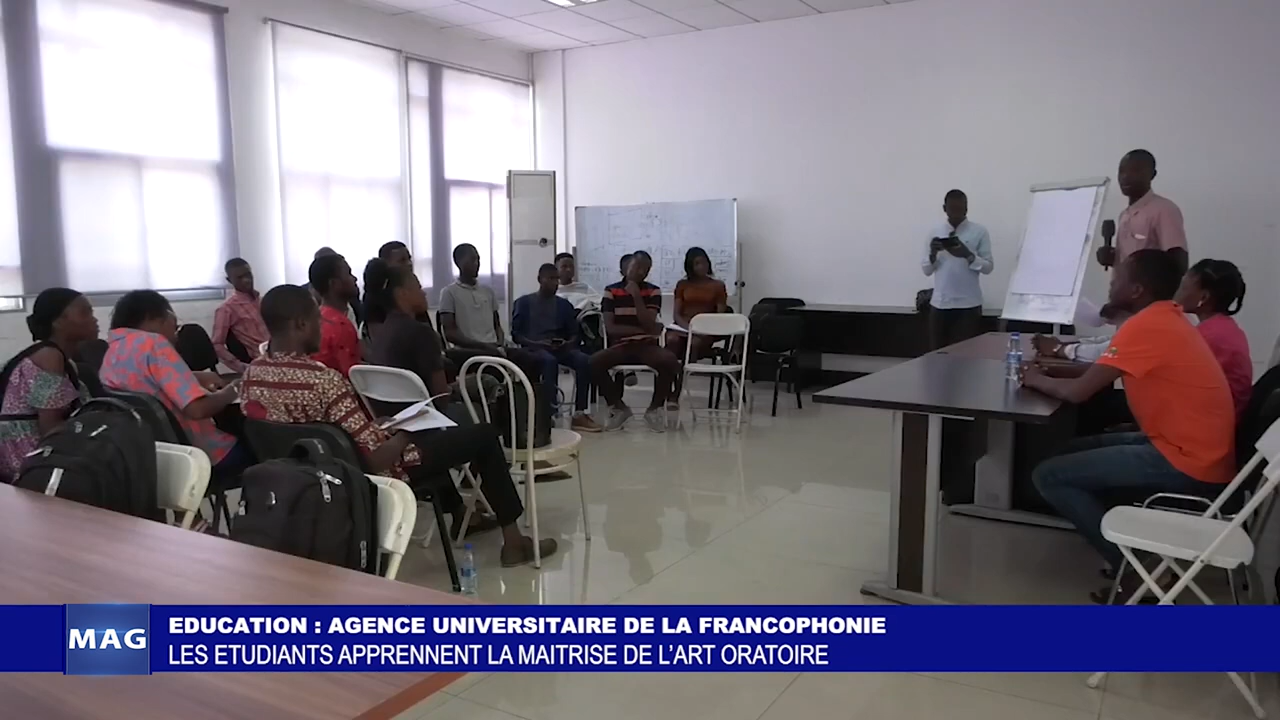 MAG
EDUCATION : AGENCE UNIVERSITAIRE DE LA FRANCOPHONIE
LES ETUDIANTS APPRENNENT LA MAITRISE DE L'ART ORATOIRE